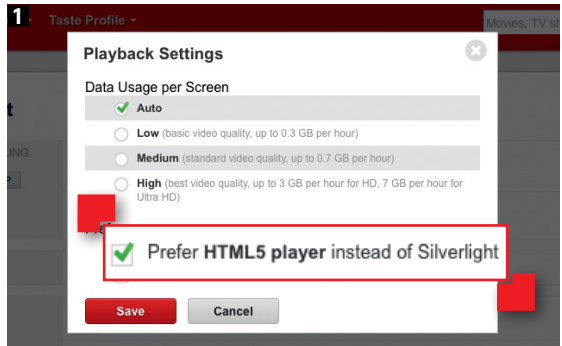 1
Taste Profile
Movies, TV sh
Playback Settings
Data Usage per Screen
Auto
Low (basic video quality, up to 0.3 GB per hour)
ING
Medium (standard video quality, up to 0.7 GB per hour)
High (best video quality, up to 3 GB per hour for HD, 7 GB per hour for
Ultra HD)
Prefer HTML5 player instead of Silverlight
Save
Cancel